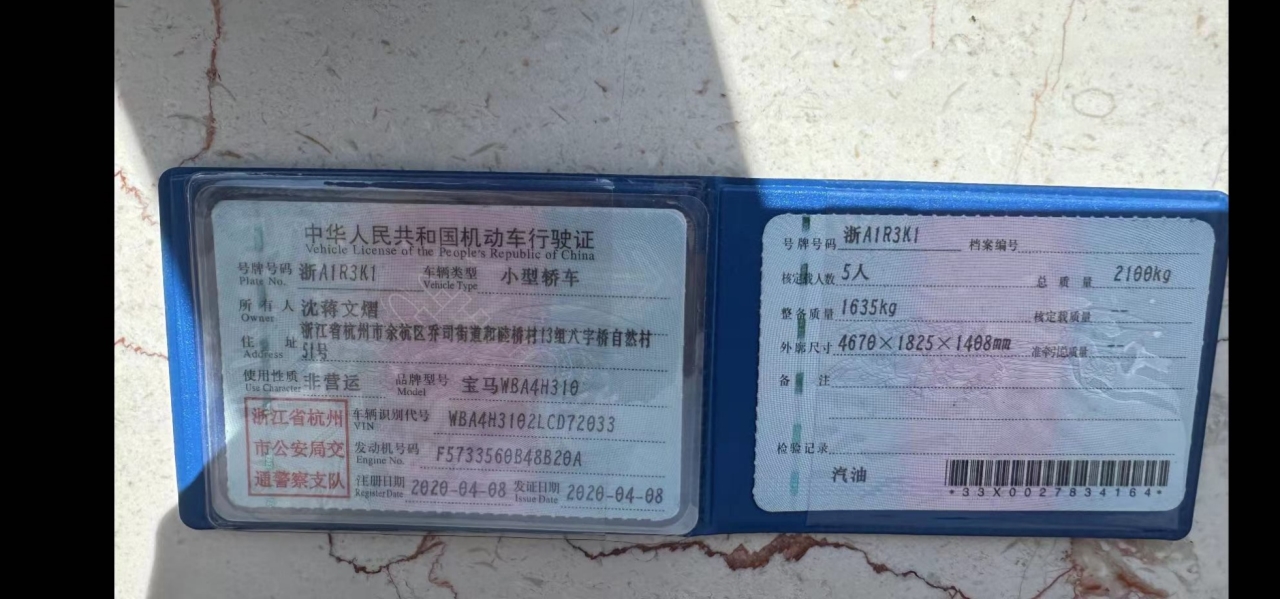 中华人民共和国机动车行驶证
Vehicle License of the People's Republic of China
号牌号码 浙A1R3K1 车辆类型 小型轿车
Plate No. Vehicle Type
所有人 沈蒋文熠
Owner
浙江省杭州市余杭区乔司街道和睦桥村13组八字桥自然村
住址 51号
Address
使用性质 非营运 品牌型号 宝马WBA4H310
Use Character Model
浙江省杭州
市公安局交
通警察支队
车辆识别代号 WBA4H3102LCD72033
VIN
发动机号码 F5733560B48B20A
Engine No.
注册日期 2020-04-08 发证日期 2020-04-08
Register Date Issue Date
号牌号码 浙A1R3K1 档案编号
核定载人数 5人 总质量 2100kg
整备质量 1635kg 核定载质量 --
外廓尺寸 4670×1825×1408mm 准牵引总质量 --
备注
检验记录
汽油
*33X0027834164*